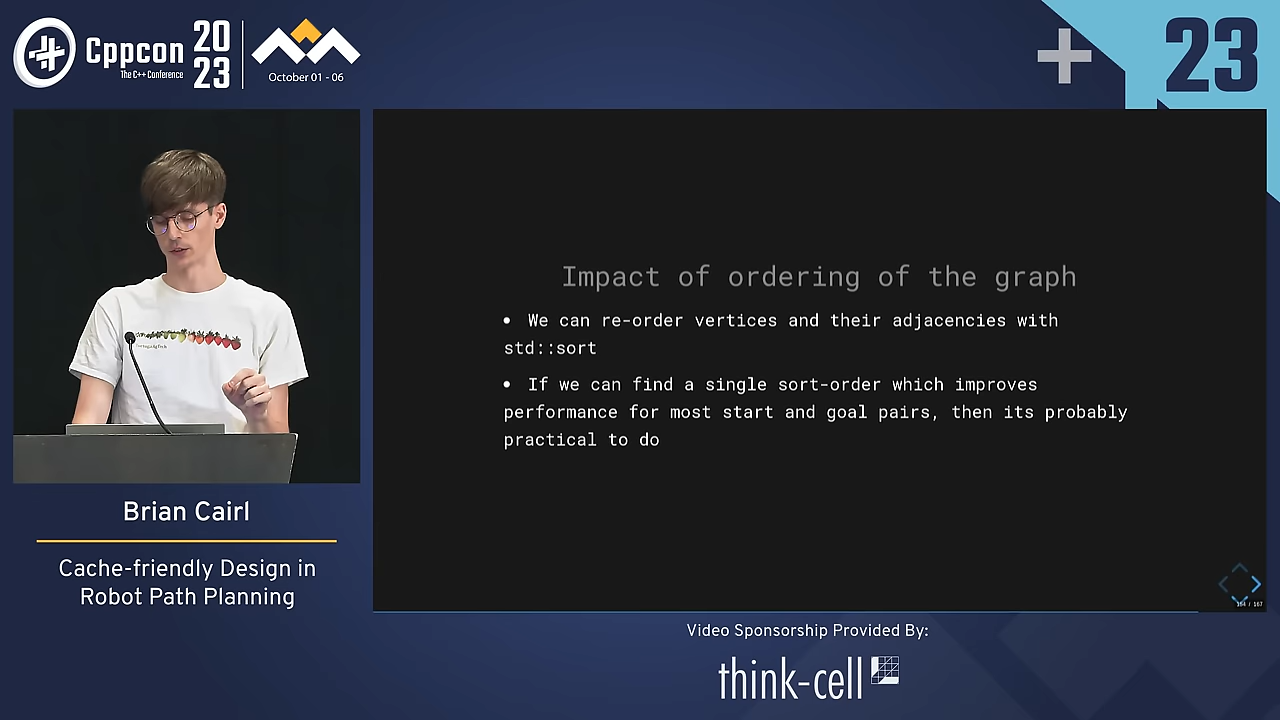 Cppcon
The C++ Conference
20
23
October 01 - 06
23
Impact of ordering of the graph
• We can re-order vertices and their adjacencies with
std::sort
• If we can find a single sort-order which improves
performance for most start and goal pairs, then its probably
practical to do
Brian Cairl
Cache-friendly Design in
Robot Path Planning
Video Sponsorship Provided By:
think-cell